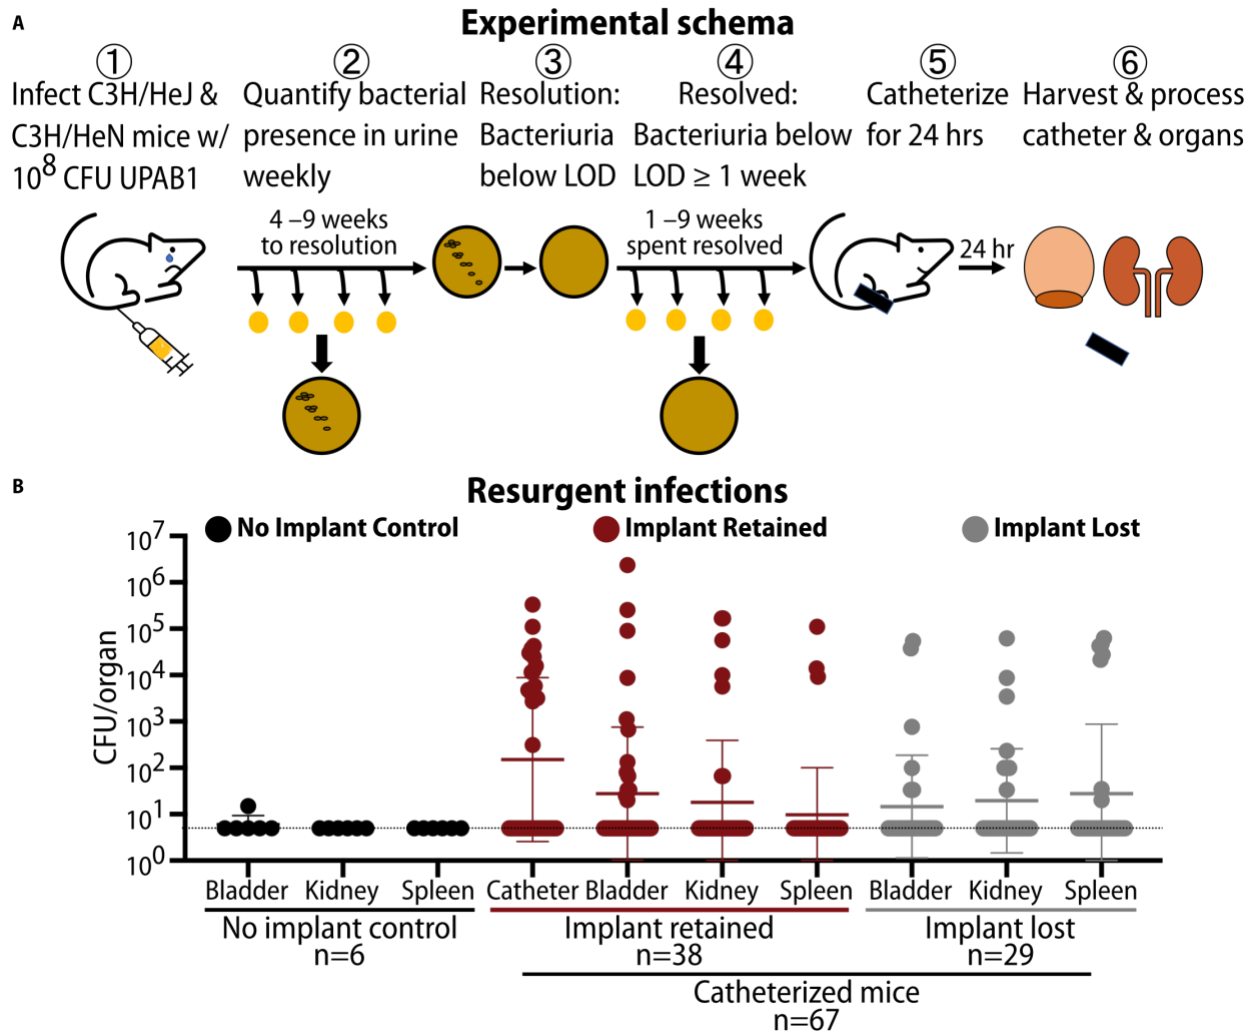 A
Experimental schema
① ② ③ ④ ⑤ ⑥
Infect C3H/HeJ &
C3H/HeN mice w/
10^8 CFU UPAB1
Quantify bacterial
presence in urine
weekly
Resolution:
Bacteriuria
below LOD
Resolved:
Bacteriuria below
LOD ≥ 1 week
Catheterize
for 24 hrs
Harvest & process
catheter & organs
4 –9 weeks
to resolution
1 –9 weeks
spent resolved
24 hr
B
Resurgent infections
No Implant Control
Implant Retained
Implant Lost
CFU/organ
10^7
10^6
10^5
10^4
10^3
10^2
10^1
10^0
Bladder Kidney Spleen Catheter Bladder Kidney Spleen Bladder Kidney Spleen
No implant control
n=6
Implant retained
n=38
Implant lost
n=29
Catheterized mice
n=67